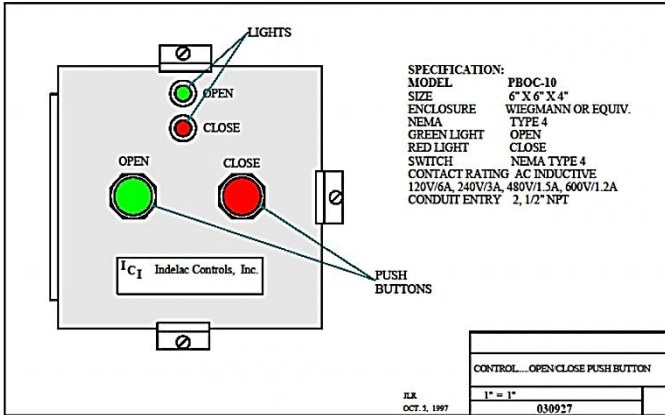 LIGHTS
OPEN
CLOSE
OPEN
CLOSE
ICI Indelac Controls, Inc.
PUSH
BUTTONS
SPECIFICATION:
MODEL PBOC-10
SIZE 6" X 6" X 4"
ENCLOSURE WIEGMANN OR EQUIV.
NEMA TYPE 4
GREEN LIGHT OPEN
RED LIGHT CLOSE
SWITCH NEMA TYPE 4
CONTACT RATING AC INDUCTIVE
120V/6A, 240V/3A, 480V/1.5A, 600V/1.2A
CONDUIT ENTRY 2, 1/2" NPT
CONTROL....OPEN/CLOSE PUSH BUTTON
JLR
OCT. 5, 1997
1" = 1"
030927